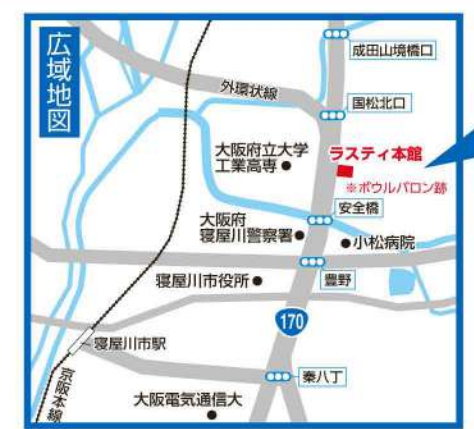 広域地図
成田山境橋口
外環状線
国松北口
大阪府立大学
工業高専
ラスティ本館
※ボウルバロン跡
安全橋
大阪府
寝屋川警察署
小松病院
寝屋川市役所
豊野
170
寝屋川市駅
京阪本線
秦八丁
大阪電気通信大